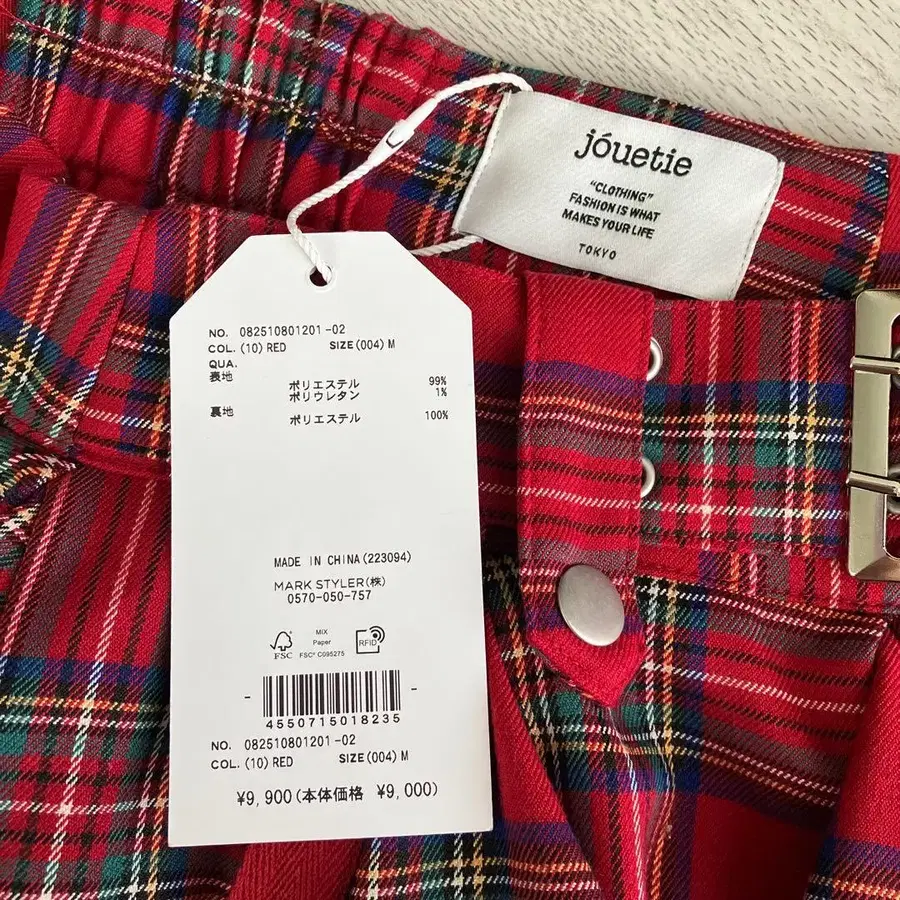 jóuetie
"CLOTHING"
FASHION IS WHAT
MAKES YOUR LIFE
TOKYO
NO. 082510801201-02
COL. (10) RED SIZE (004) M
QUA.
表地 ポリエステル 99%
ポリウレタン 1%
裏地 ポリエステル 100%
MADE IN CHINA (223094)
MARK STYLER(株)
0570-050-757
FSC
MIX
Paper
FSC® C095275
RFID
4550715018235
NO. 082510801201-02
COL. (10) RED SIZE (004) M
¥9,900(本体価格 ¥9,000)